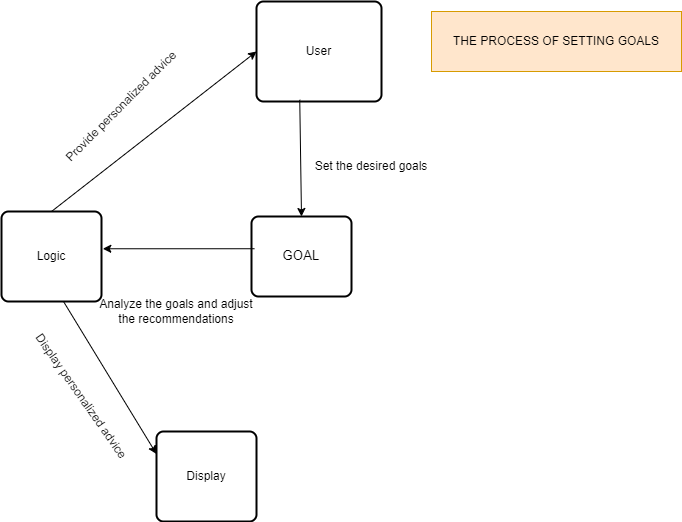 User
THE PROCESS OF SETTING GOALS
Provide personalized advice
Set the desired goals
Logic
GOAL
Analyze the goals and adjust
the recommendations
Display personalized advice
Display